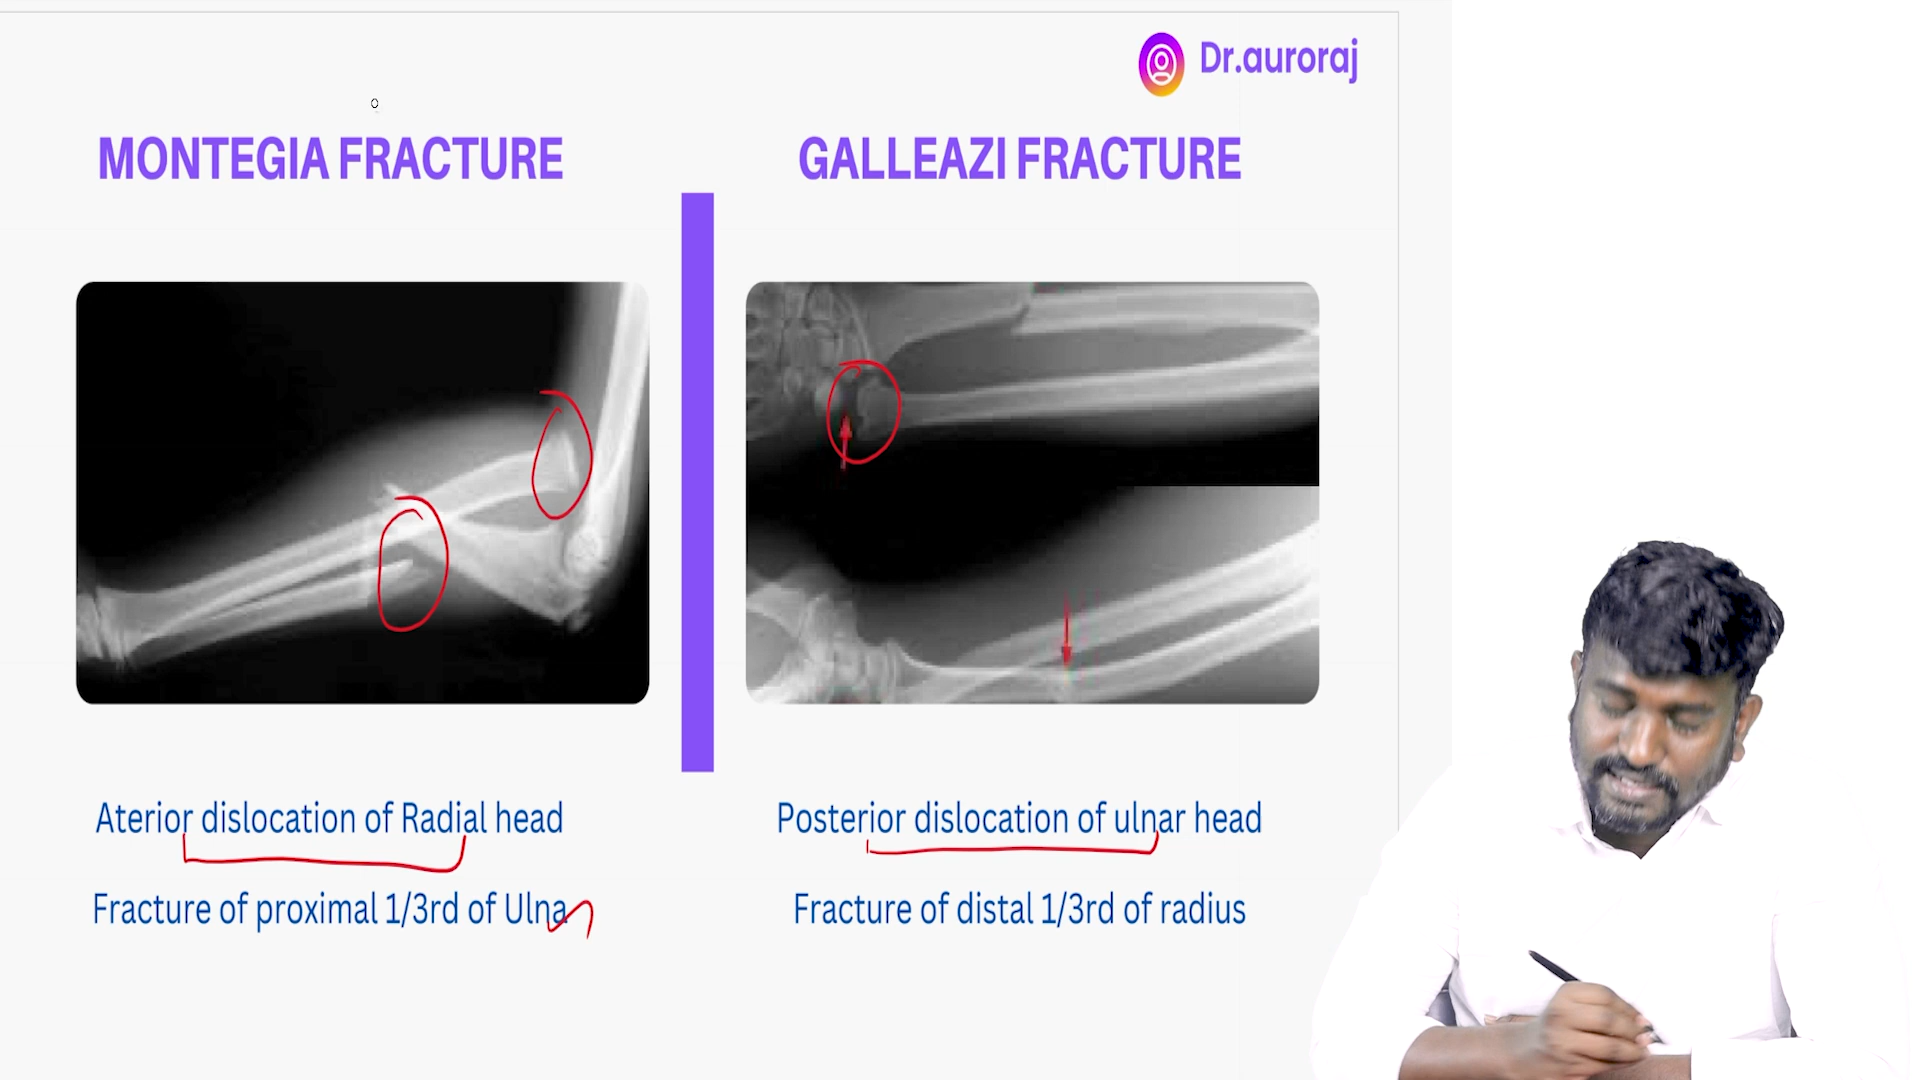 Dr.auroraj
MONTEGIA FRACTURE
GALLEAZI FRACTURE
Aterior dislocation of Radial head
Fracture of proximal 1/3rd of Ulna
Posterior dislocation of ulnar head
Fracture of distal 1/3rd of radius